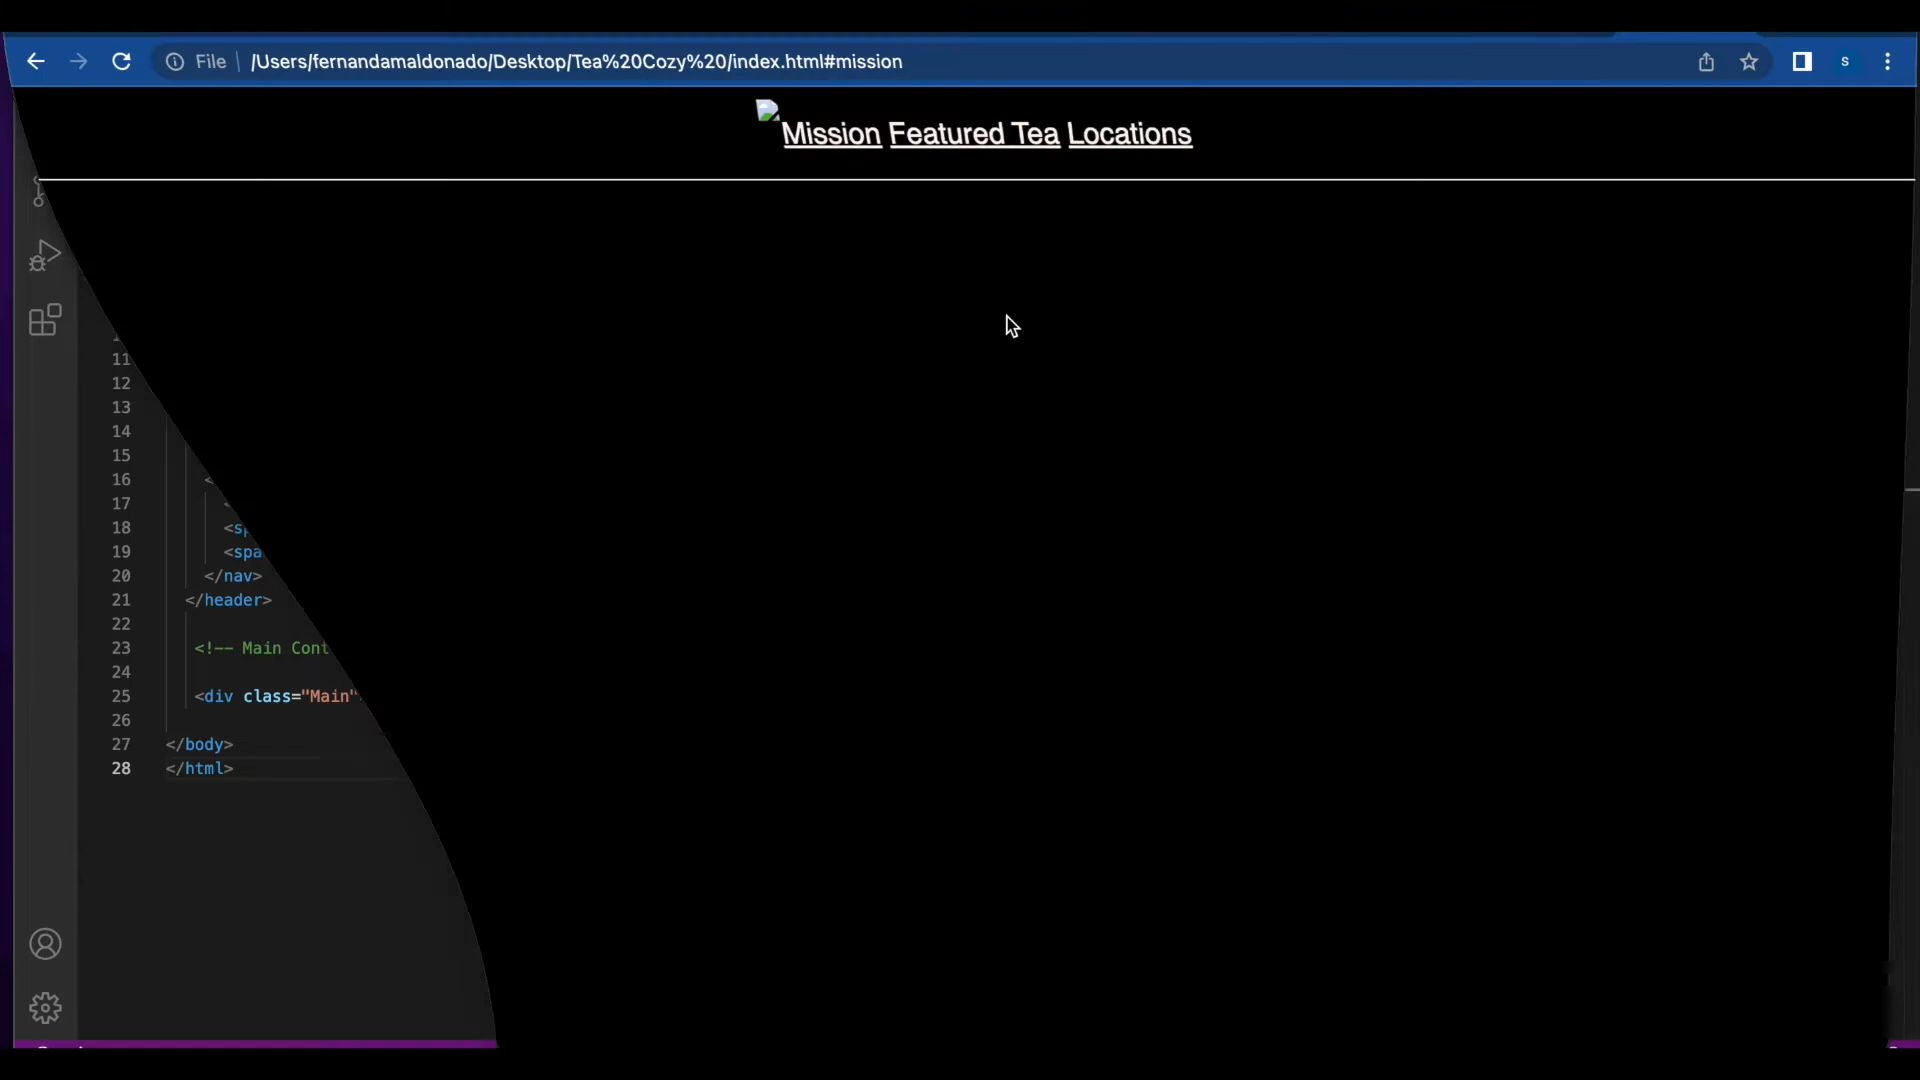 File | /Users/fernandamaldonado/Desktop/Tea%20Cozy%20/index.html#mission
S
Mission Featured Tea Locations
11
12
13
14
15
16 <
17 <
18 <sp
19 <spa
20 </nav>
21 </header>
22
23 <!-- Main Cont
24
25 <div class="Main"
26
27 </body>
28 </html>